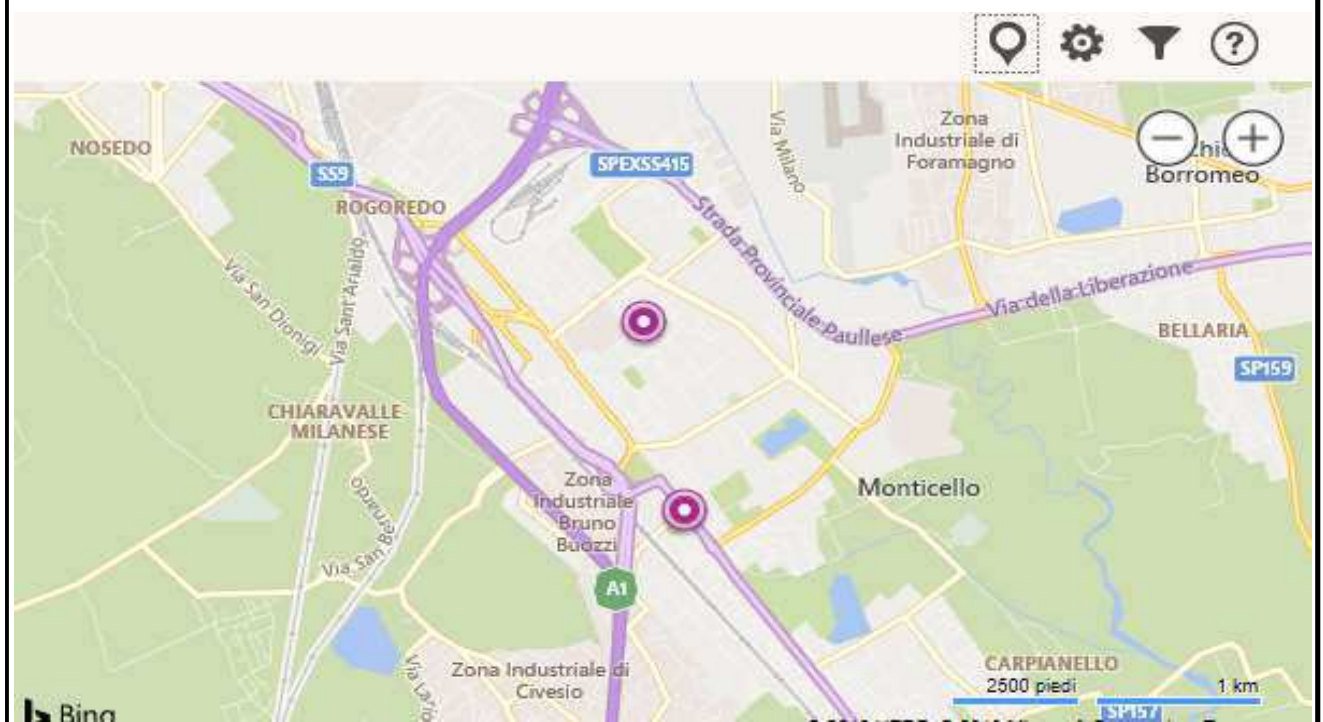 ?
NOSEDO
SS9
SPEXSS415
Via Milano
Zona
Industriale di
Foramagno
Borromeo
ROGOREDO
Strada Provinciale Paullese
Via della Liberazione
Via San Dionigi
Via Sant'Arialdo
BELLARIA
SP159
CHIARAVALLE
MILANESE
Zona
Industriale
Bruno
Buozzi
Monticello
Via San Bernardo
A1
Zona Industriale di
Civesio
CARPIANELLO
2500 piedi
1 km
SP157
Bing